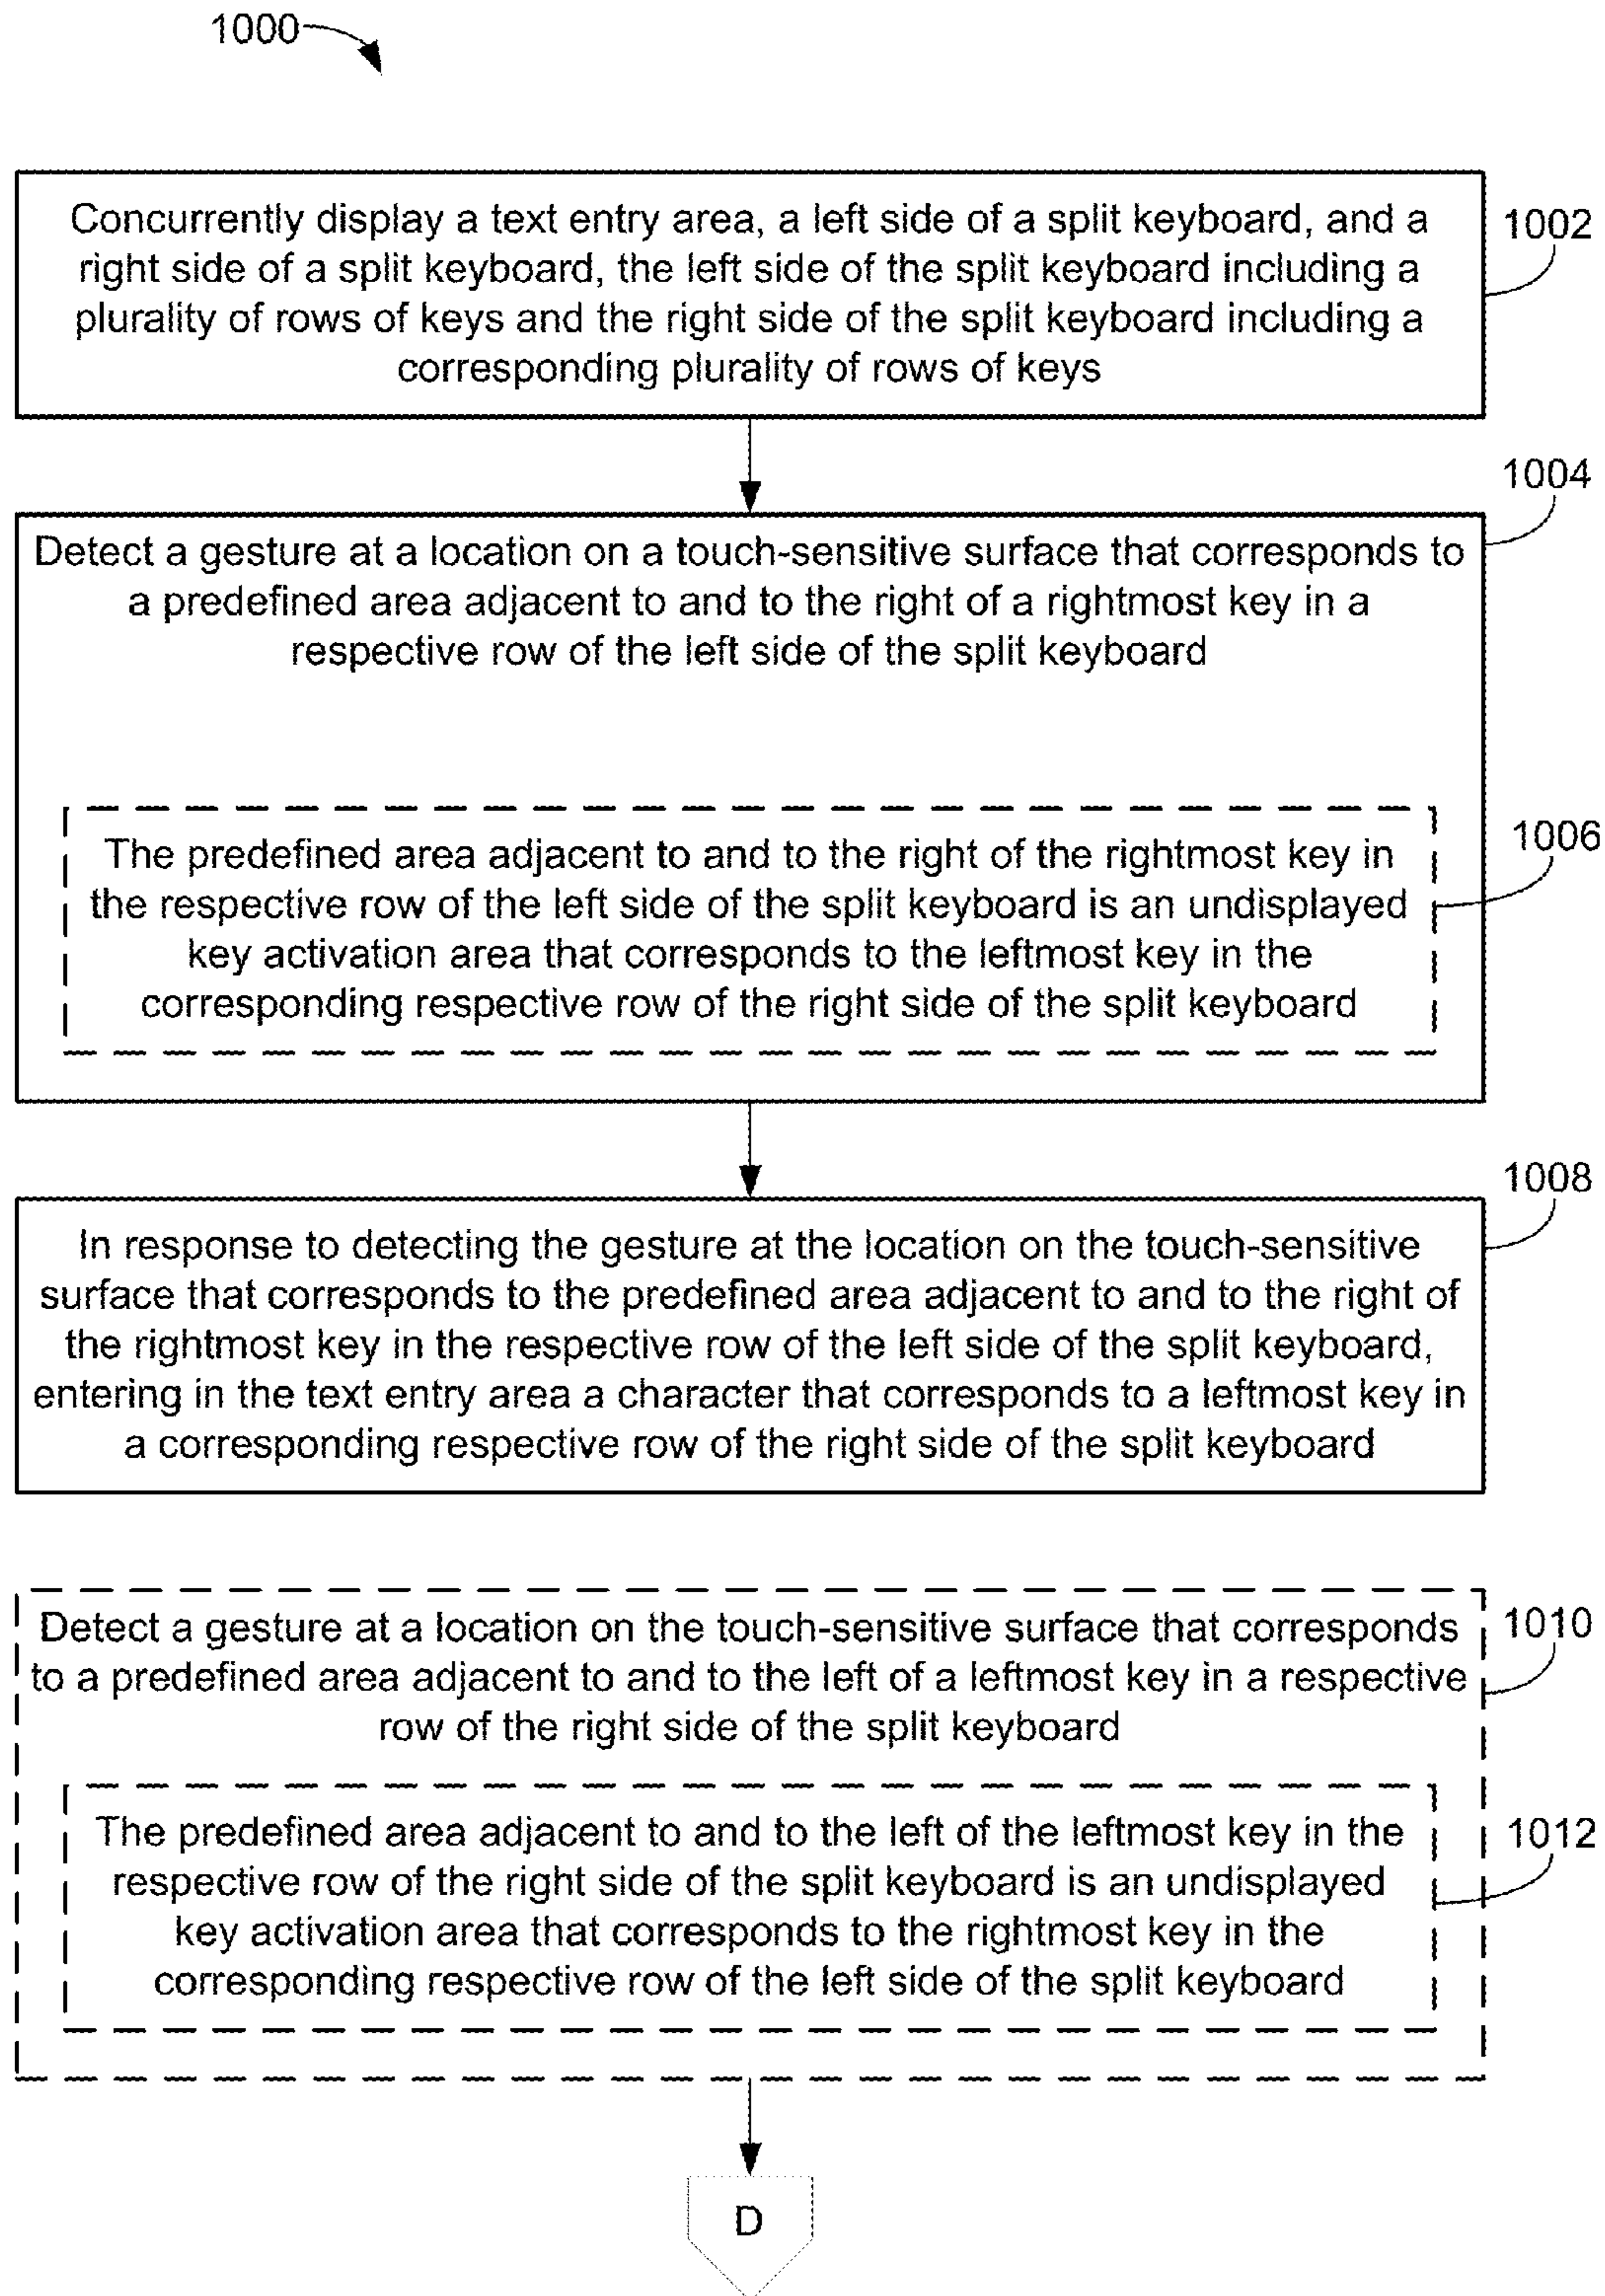 1000
Concurrently display a text entry area, a left side of a split keyboard, and a
right side of a split keyboard, the left side of the split keyboard including a
plurality of rows of keys and the right side of the split keyboard including a
corresponding plurality of rows of keys
1002
Detect a gesture at a location on a touch-sensitive surface that corresponds to
a predefined area adjacent to and to the right of a rightmost key in a
respective row of the left side of the split keyboard
1004
The predefined area adjacent to and to the right of the rightmost key in
the respective row of the left side of the split keyboard is an undisplayed
key activation area that corresponds to the leftmost key in the
corresponding respective row of the right side of the split keyboard
1006
In response to detecting the gesture at the location on the touch-sensitive
surface that corresponds to the predefined area adjacent to and to the right of
the rightmost key in the respective row of the left side of the split keyboard,
entering in the text entry area a character that corresponds to a leftmost key in
a corresponding respective row of the right side of the split keyboard
1008
Detect a gesture at a location on the touch-sensitive surface that corresponds
to a predefined area adjacent to and to the left of a leftmost key in a respective
row of the right side of the split keyboard
1010
The predefined area adjacent to and to the left of the leftmost key in the
respective row of the right side of the split keyboard is an undisplayed
key activation area that corresponds to the rightmost key in the
corresponding respective row of the left side of the split keyboard
1012
D